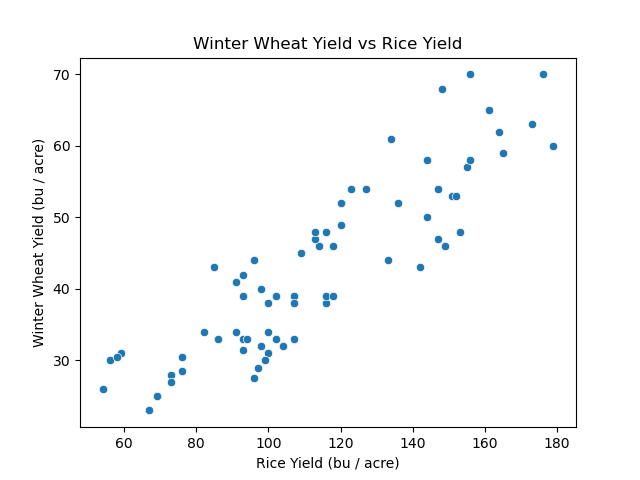 Winter Wheat Yield vs Rice Yield
70
60
50
40
30
Winter Wheat Yield (bu / acre)
60 80 100 120 140 160 180
Rice Yield (bu / acre)